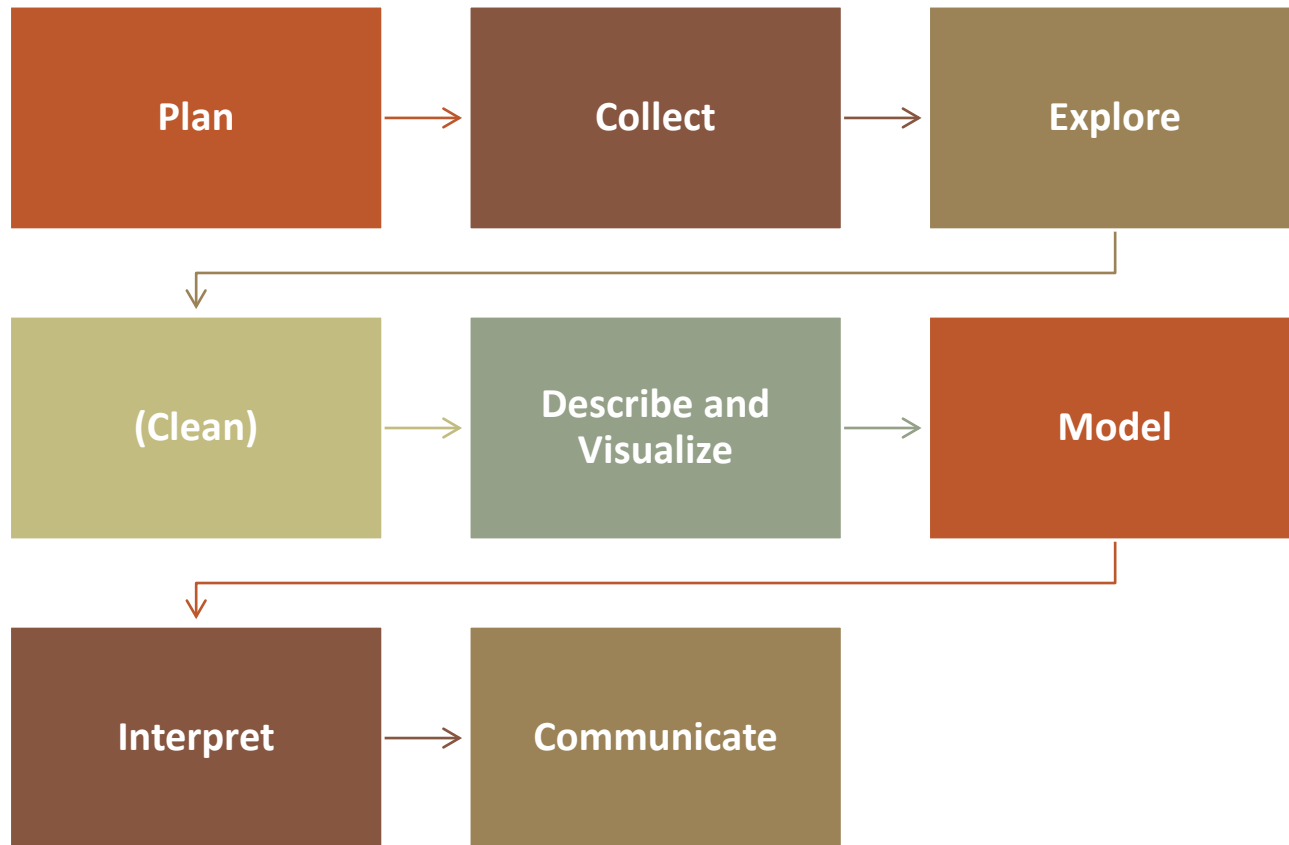 Plan
Collect
Explore
(Clean)
Describe and
Visualize
Model
Interpret
Communicate